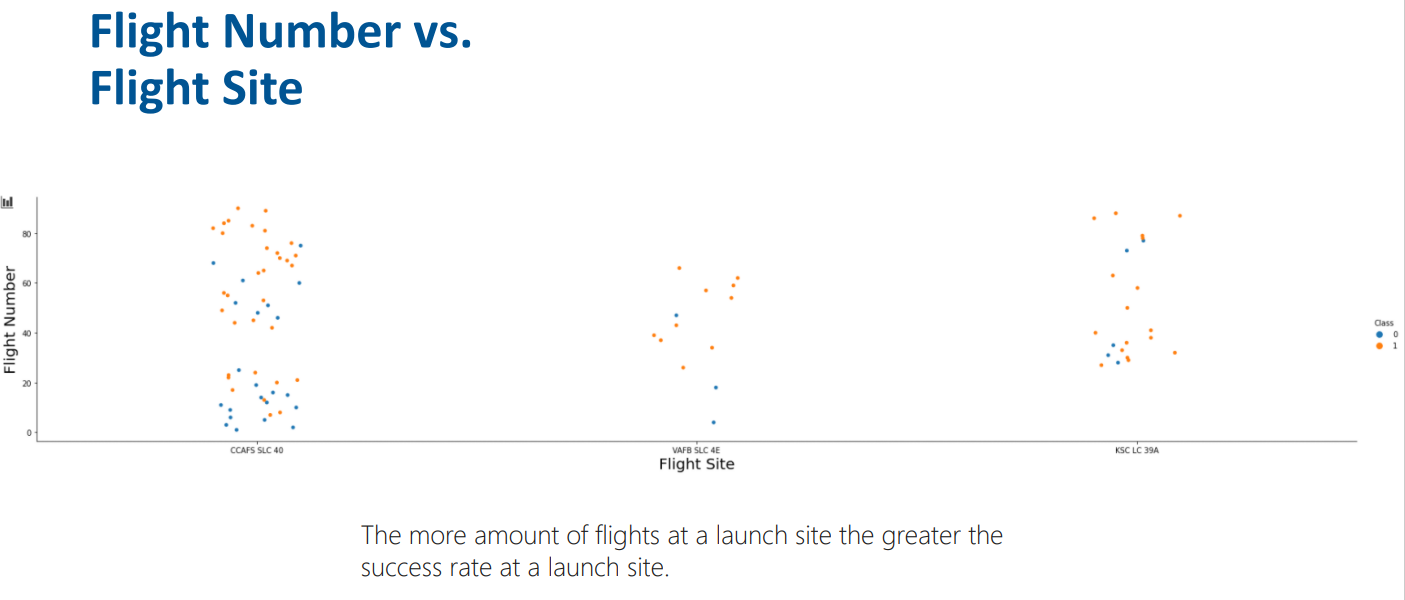 Flight Number vs.
Flight Site
80
60
40
20
0
Flight Number
CCAFS SLC 40
VAFB SLC 4E
KSC LC 39A
Flight Site
Class
0
1
The more amount of flights at a launch site the greater the
success rate at a launch site.